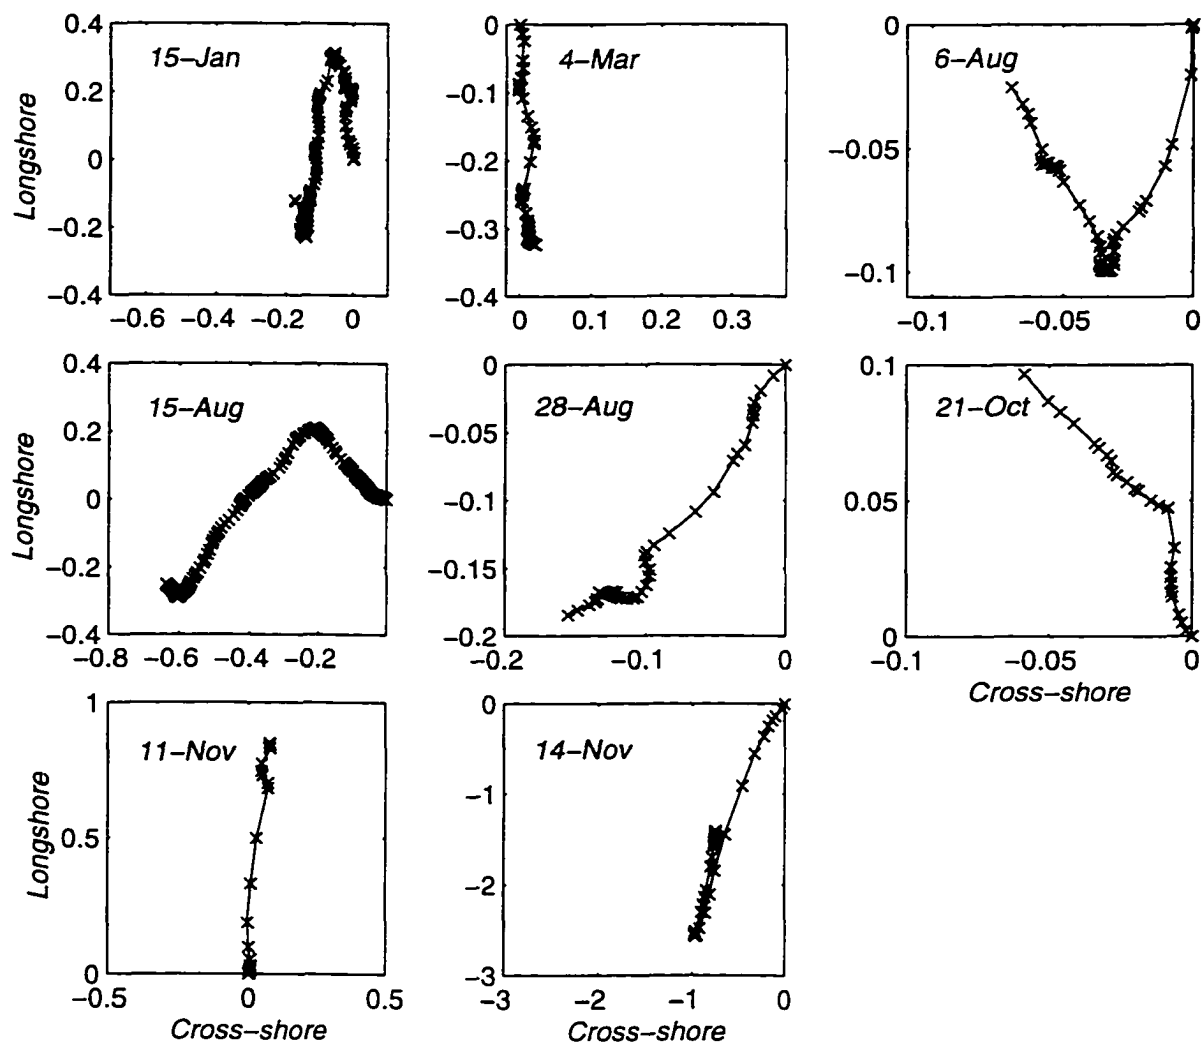 15–Jan
Longshore
0.4
0.2
0
−0.2
−0.4
−0.6 −0.4 −0.2 0
4–Mar
0
−0.1
−0.2
−0.3
−0.4
0 0.1 0.2 0.3
6–Aug
0
−0.05
−0.1
−0.1 −0.05 0
15–Aug
Longshore
0.4
0.2
0
−0.2
−0.4
−0.8 −0.6 −0.4 −0.2
28–Aug
0
−0.05
−0.1
−0.15
−0.2
−0.2 −0.1 0
21–Oct
0.1
0.05
0
−0.1 −0.05 0
Cross–shore
11–Nov
Longshore
1
0.5
0
−0.5 0 0.5
Cross–shore
14–Nov
0
−1
−2
−3
−3 −2 −1 0
Cross–shore